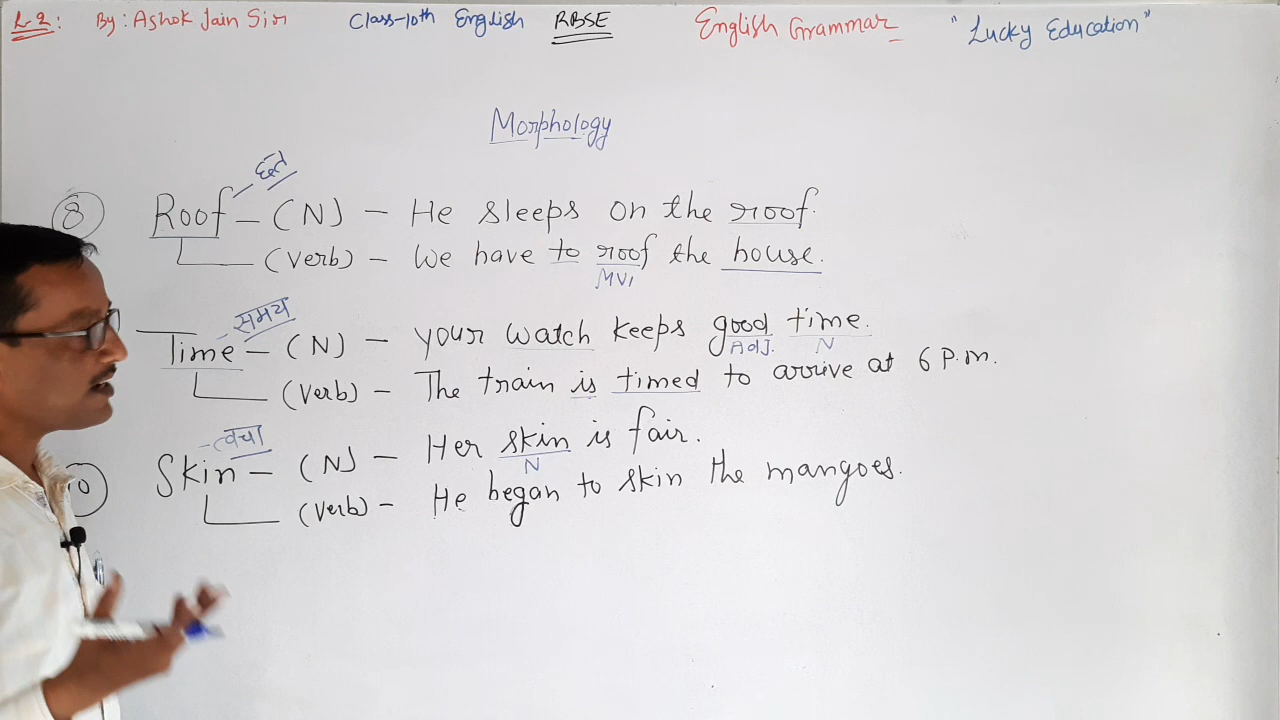 L2: By: Ashok Jain Sir Class-10th English RBSE English Grammar "Lucky Education"
Morphology
छत
8 Roof - (N) - He sleeps on the roof.
(Verb) - We have to roof the house.
MV1
समय
Time - (N) - your watch keeps good time.
Adj. N
(Verb) - The train is timed to arrive at 6 P.m.
त्वचा
Skin - (N) - Her skin is fair.
N
(Verb) - He began to skin the mangoes.